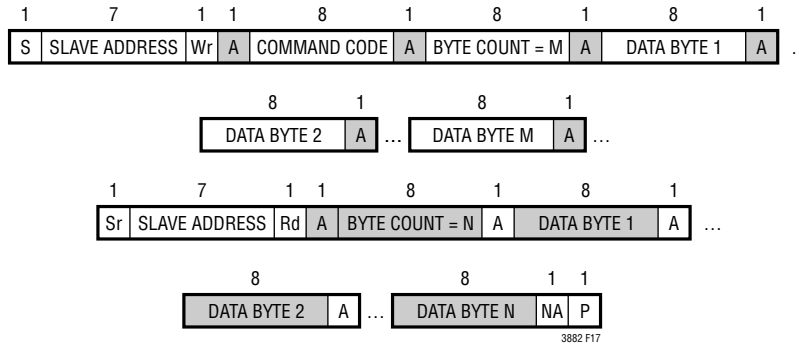 1 7 1 1 8 1 8 1 8 1
S SLAVE ADDRESS Wr A COMMAND CODE A BYTE COUNT = M A DATA BYTE 1 A .
8 1 8 1
DATA BYTE 2 A ... DATA BYTE M A ...
1 7 1 1 8 1 8 1
Sr SLAVE ADDRESS Rd A BYTE COUNT = N A DATA BYTE 1 A ...
8 8 1 1
DATA BYTE 2 A ... DATA BYTE N NA P
3882 F17